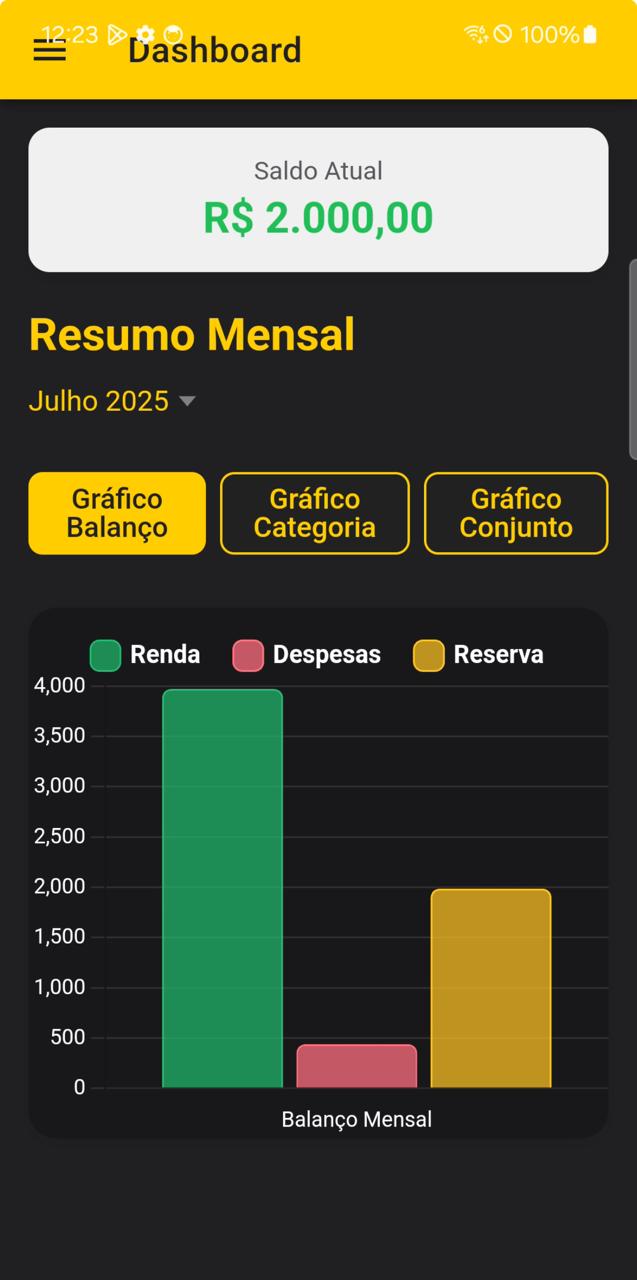 12:23 100%
Dashboard
Saldo Atual
R$ 2.000,00
Resumo Mensal
Julho 2025
Gráfico
Balanço
Gráfico
Categoria
Gráfico
Conjunto
Renda Despesas Reserva
4,000
3,500
3,000
2,500
2,000
1,500
1,000
500
0
Balanço Mensal